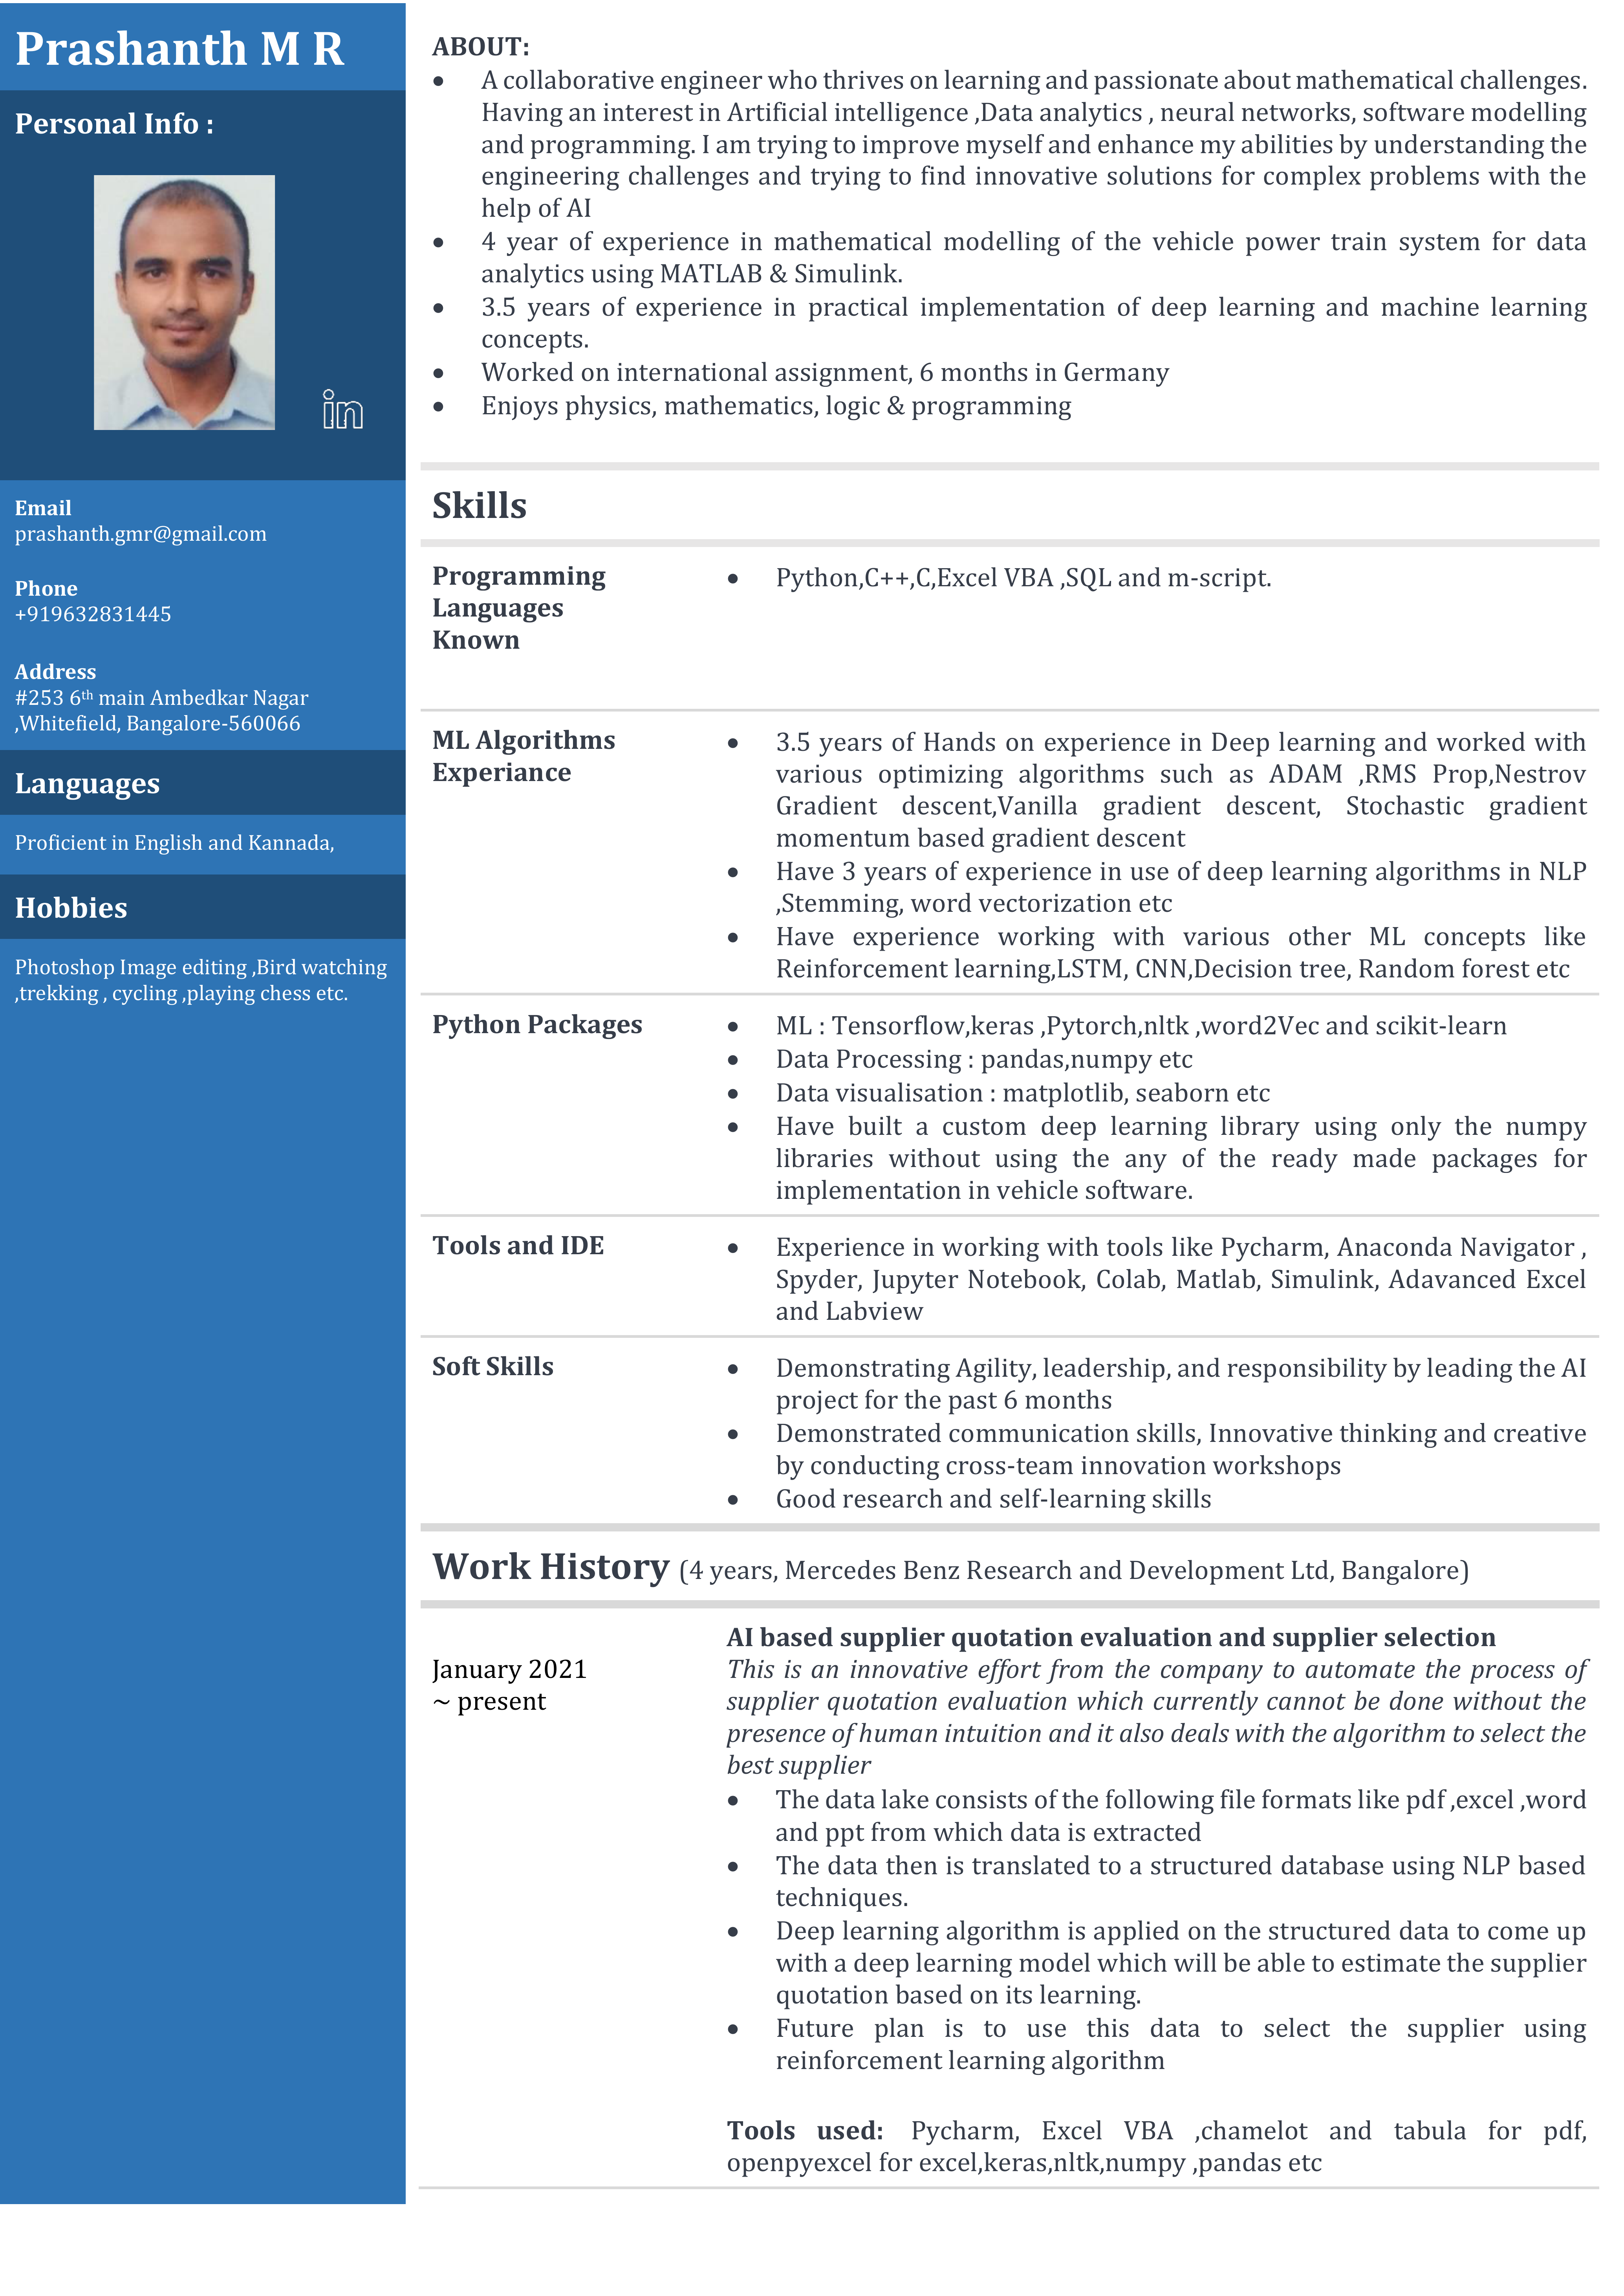 Prashanth M R
Personal Info :
in
Email
prashanth.gmr@gmail.com
Phone
+919632831445
Address
#253 6th main Ambedkar Nagar
,Whitefield, Bangalore-560066
Languages
Proficient in English and Kannada,
Hobbies
Photoshop Image editing ,Bird watching
,trekking , cycling ,playing chess etc.
ABOUT:
• A collaborative engineer who thrives on learning and passionate about mathematical challenges.
Having an interest in Artificial intelligence ,Data analytics , neural networks, software modelling
and programming. I am trying to improve myself and enhance my abilities by understanding the
engineering challenges and trying to find innovative solutions for complex problems with the
help of AI
• 4 year of experience in mathematical modelling of the vehicle power train system for data
analytics using MATLAB & Simulink.
• 3.5 years of experience in practical implementation of deep learning and machine learning
concepts.
• Worked on international assignment, 6 months in Germany
• Enjoys physics, mathematics, logic & programming
Skills
Programming
Languages
Known
• Python,C++,C,Excel VBA ,SQL and m-script.
ML Algorithms
Experiance
• 3.5 years of Hands on experience in Deep learning and worked with
various optimizing algorithms such as ADAM ,RMS Prop,Nestrov
Gradient descent,Vanilla gradient descent, Stochastic gradient
momentum based gradient descent
• Have 3 years of experience in use of deep learning algorithms in NLP
,Stemming, word vectorization etc
• Have experience working with various other ML concepts like
Reinforcement learning,LSTM, CNN,Decision tree, Random forest etc
Python Packages
• ML : Tensorflow,keras ,Pytorch,nltk ,word2Vec and scikit-learn
• Data Processing : pandas,numpy etc
• Data visualisation : matplotlib, seaborn etc
• Have built a custom deep learning library using only the numpy
libraries without using the any of the ready made packages for
implementation in vehicle software.
Tools and IDE
• Experience in working with tools like Pycharm, Anaconda Navigator ,
Spyder, Jupyter Notebook, Colab, Matlab, Simulink, Adavanced Excel
and Labview
Soft Skills
• Demonstrating Agility, leadership, and responsibility by leading the AI
project for the past 6 months
• Demonstrated communication skills, Innovative thinking and creative
by conducting cross-team innovation workshops
• Good research and self-learning skills
Work History (4 years, Mercedes Benz Research and Development Ltd, Bangalore)
January 2021
~ present
AI based supplier quotation evaluation and supplier selection
This is an innovative effort from the company to automate the process of
supplier quotation evaluation which currently cannot be done without the
presence of human intuition and it also deals with the algorithm to select the
best supplier
• The data lake consists of the following file formats like pdf ,excel ,word
and ppt from which data is extracted
• The data then is translated to a structured database using NLP based
techniques.
• Deep learning algorithm is applied on the structured data to come up
with a deep learning model which will be able to estimate the supplier
quotation based on its learning.
• Future plan is to use this data to select the supplier using
reinforcement learning algorithm
Tools used: Pycharm, Excel VBA ,chamelot and tabula for pdf,
openpyexcel for excel,keras,nltk,numpy ,pandas etc